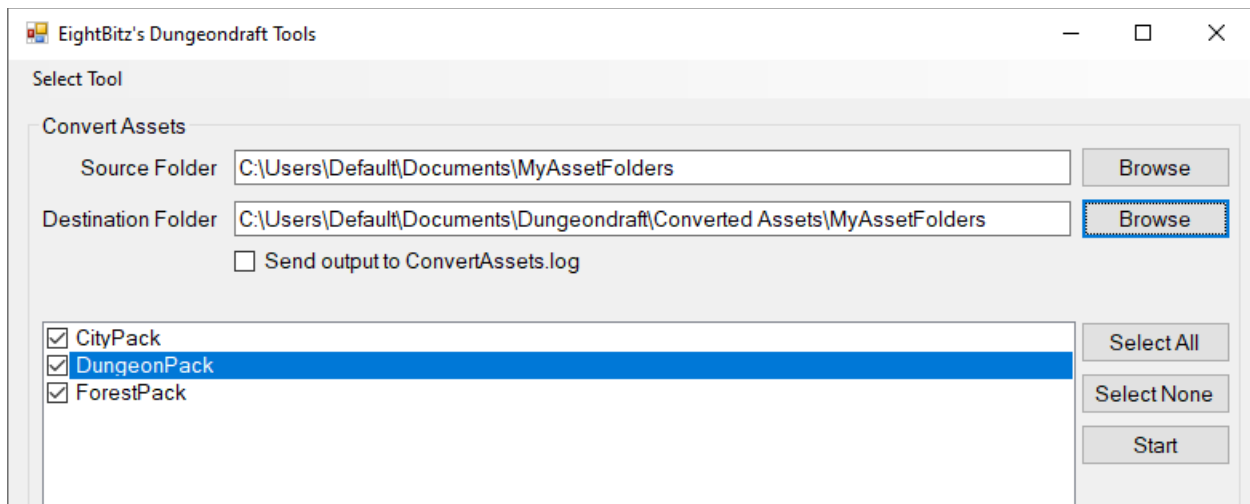 EightBitz's Dungeondraft Tools
Select Tool
Convert Assets
Source Folder C:\Users\Default\Documents\MyAssetFolders Browse
Destination Folder C:\Users\Default\Documents\Dungeondraft\Converted Assets\MyAssetFolders Browse
Send output to ConvertAssets.log
CityPack Select All
DungeonPack
ForestPack Select None
Start